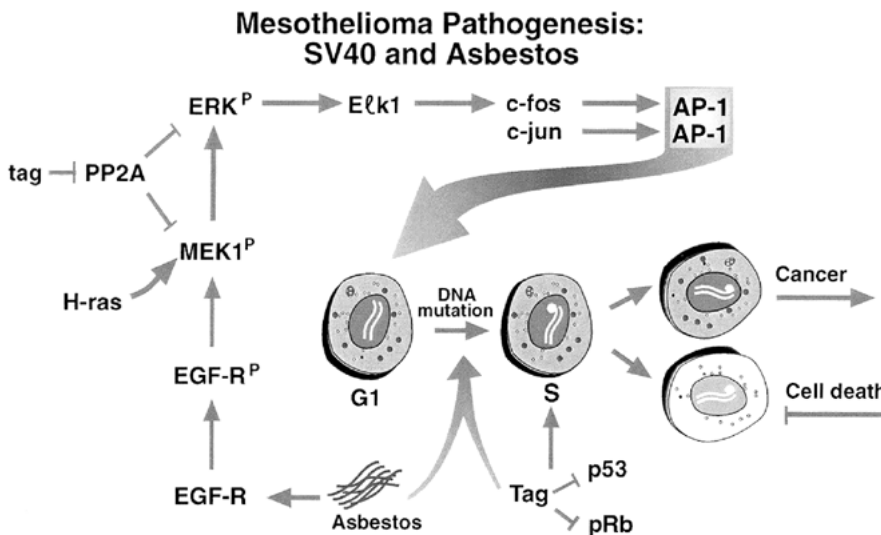 Mesothelioma Pathogenesis:
SV40 and Asbestos
ERK P
Eℓk1
c-fos
AP-1
c-jun
AP-1
tag
PP2A
MEK1 P
H-ras
DNA
mutation
Cancer
EGF-R P
G1
S
Cell death
EGF-R
Asbestos
Tag
p53
pRb